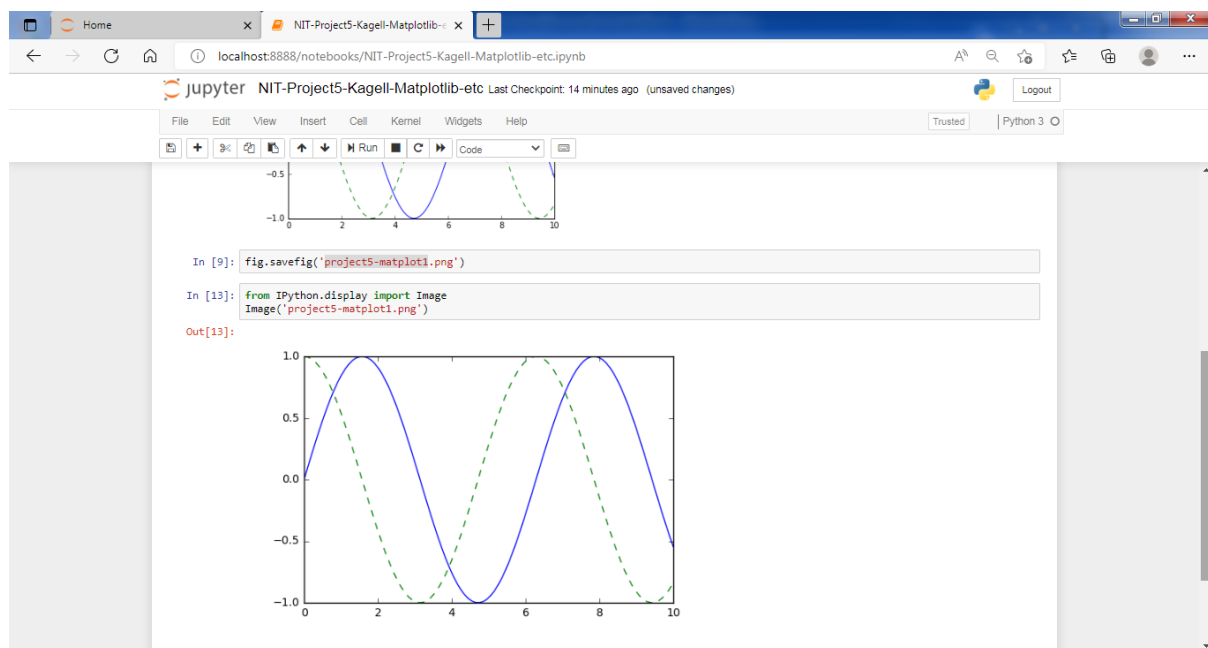 Home
NIT-Project5-Kagell-Matplotlib-e
localhost:8888/notebooks/NIT-Project5-Kagell-Matplotlib-etc.ipynb
jupyter NIT-Project5-Kagell-Matplotlib-etc Last Checkpoint: 14 minutes ago (unsaved changes)
Logout
File Edit View Insert Cell Kernel Widgets Help
Trusted Python 3
Run Code
-0.5
-1.0
0 2 4 6 8 10
In [9]: fig.savefig('project5-matplot1.png')
In [13]: from IPython.display import Image
Image('project5-matplot1.png')
Out[13]:
1.0
0.5
0.0
-0.5
-1.0
0 2 4 6 8 10